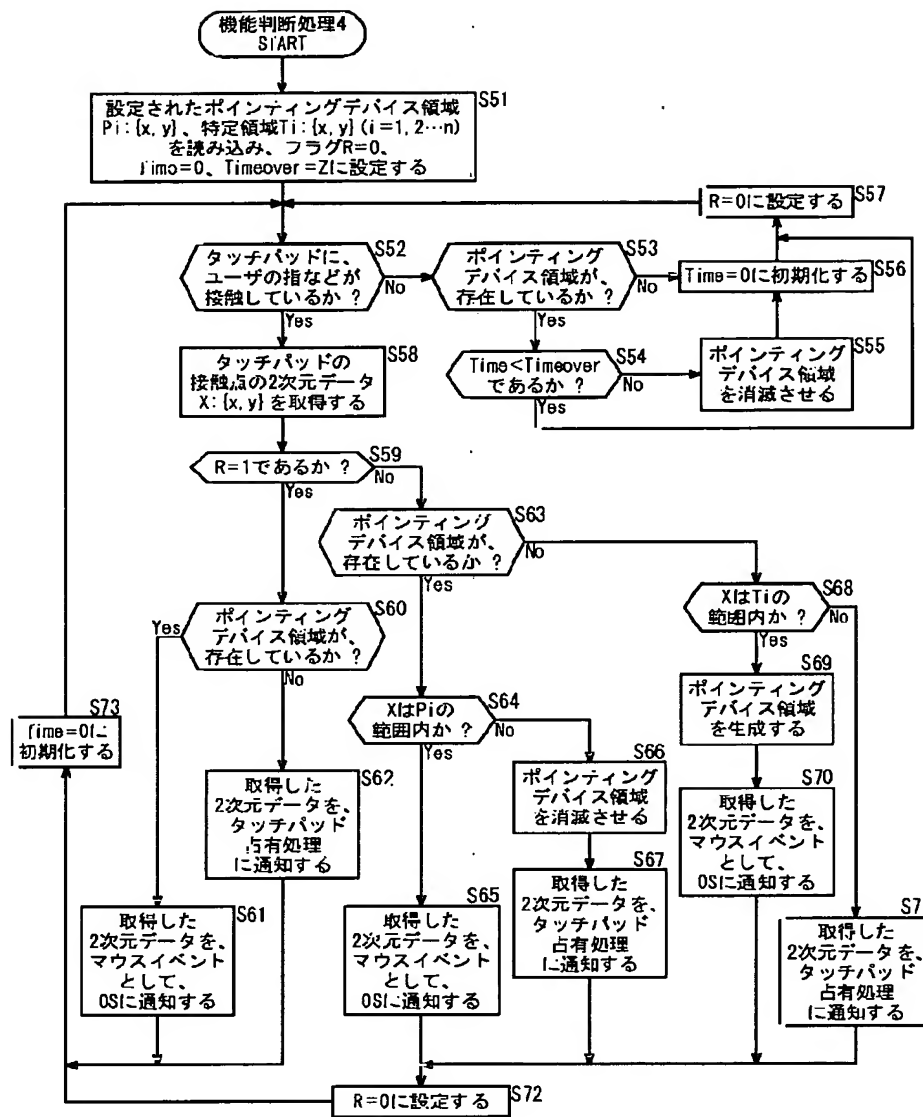 機能判断処理4
START
設定されたポインティングデバイス領域
Pi:{x,y}、特定領域Ti:{x,y}(i=1,2…n)
を読み込み、フラグR=0、
Time=0、Timeover=Zに設定する
S51
R=0に設定する
S57
タッチパッドに、
ユーザの指などが
接触しているか?
S52
No
Yes
ポインティング
デバイス領域が、
存在しているか?
S53
No
Yes
Time=0に初期化する
S56
Time<Timeover
であるか?
S54
No
Yes
ポインティング
デバイス領域
を消滅させる
S55
タッチパッドの
接触点の2次元データ
X:{x,y}を取得する
S58
R=1であるか?
S59
No
Yes
ポインティング
デバイス領域が、
存在しているか?
S63
No
Yes
ポインティング
デバイス領域が、
存在しているか?
S60
Yes
No
XはTiの
範囲内か?
S68
No
Yes
ポインティング
デバイス領域
を生成する
S69
XはPiの
範囲内か?
S64
No
Yes
Time=0に
初期化する
S73
取得した
2次元データを、
タッチパッド
占有処理
に通知する
S62
ポインティング
デバイス領域
を消滅させる
S66
取得した
2次元データを、
マウスイベント
として、
OSに通知する
S70
取得した
2次元データを、
マウスイベント
として、
OSに通知する
S61
取得した
2次元データを、
マウスイベント
として、
OSに通知する
S65
取得した
2次元データを、
タッチパッド
占有処理
に通知する
S67
取得した
2次元データを、
タッチパッド
占有処理
に通知する
S7
R=0に設定する
S72